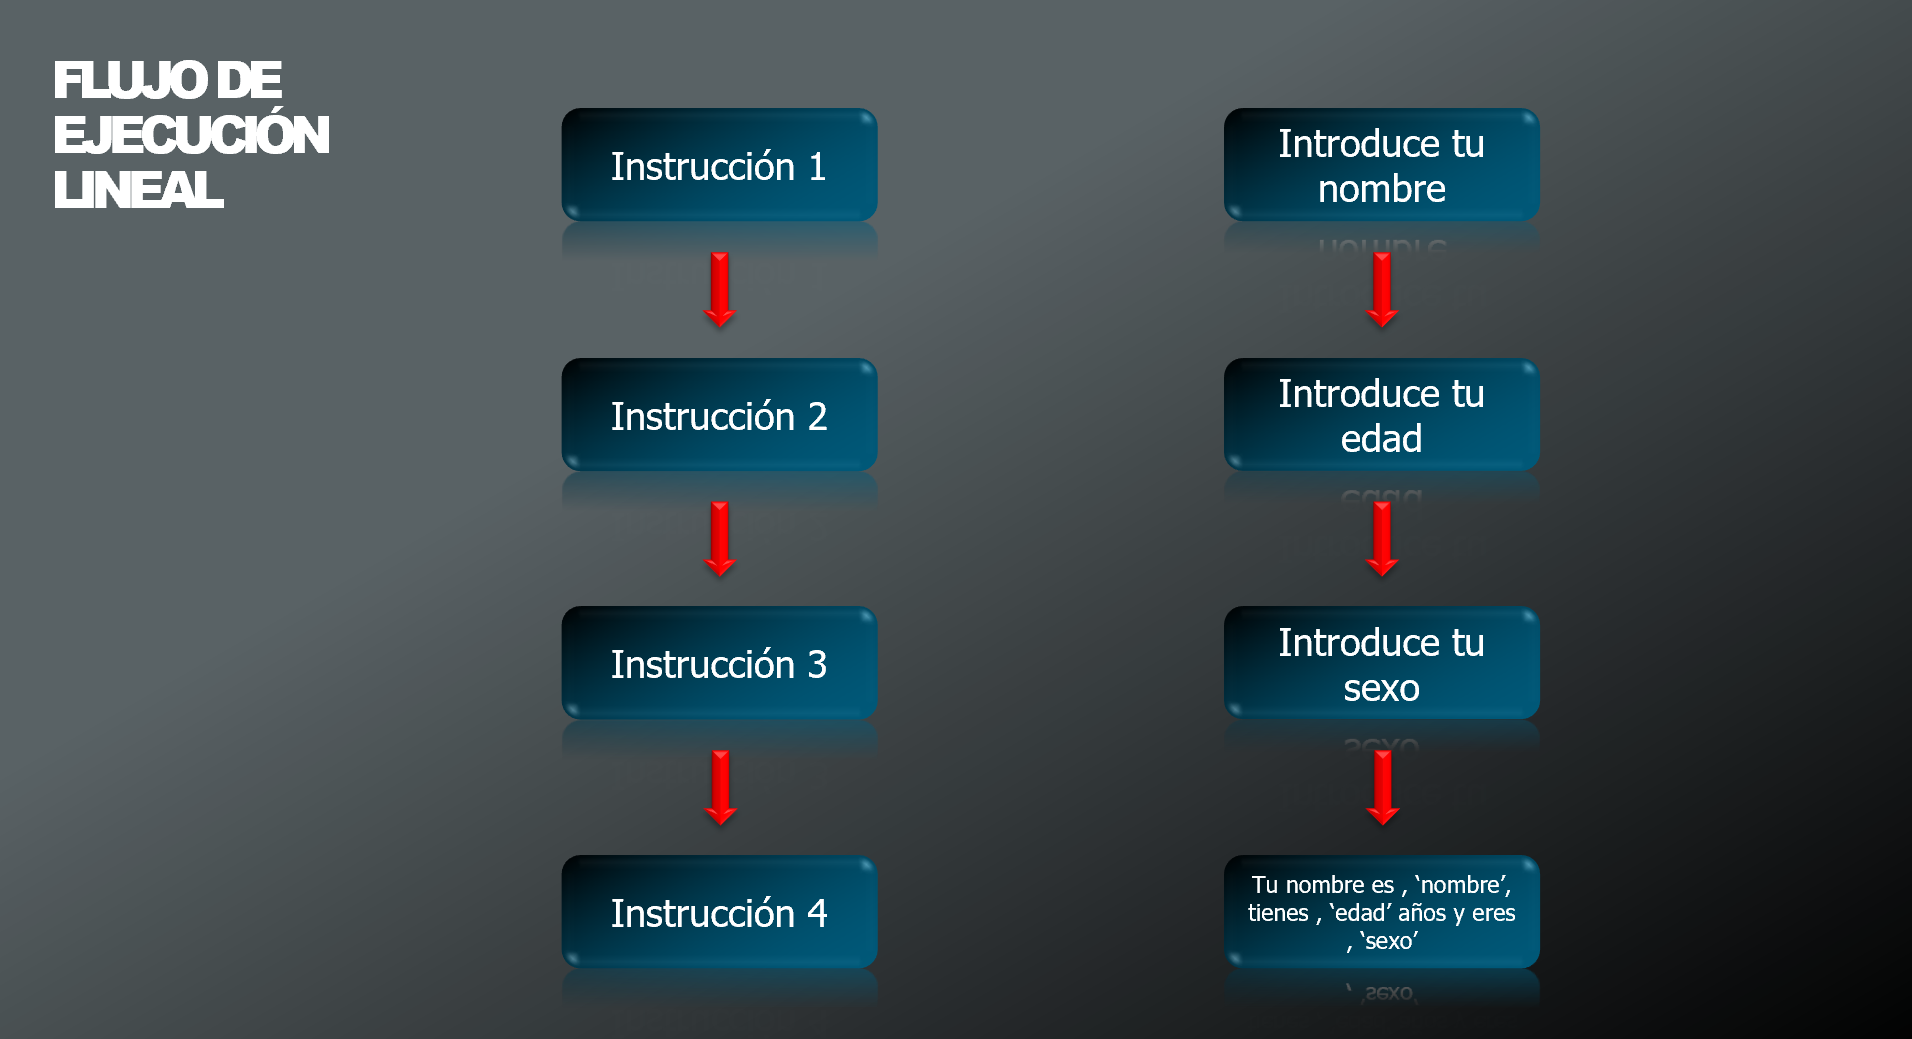 FLUJO DE
EJECUCIÓN
LINEAL
Instrucción 1
Instrucción 2
Instrucción 3
Instrucción 4
Introduce tu
nombre
Introduce tu
edad
Introduce tu
sexo
Tu nombre es , ‘nombre’,
tienes , ‘edad’ años y eres
, ‘sexo’